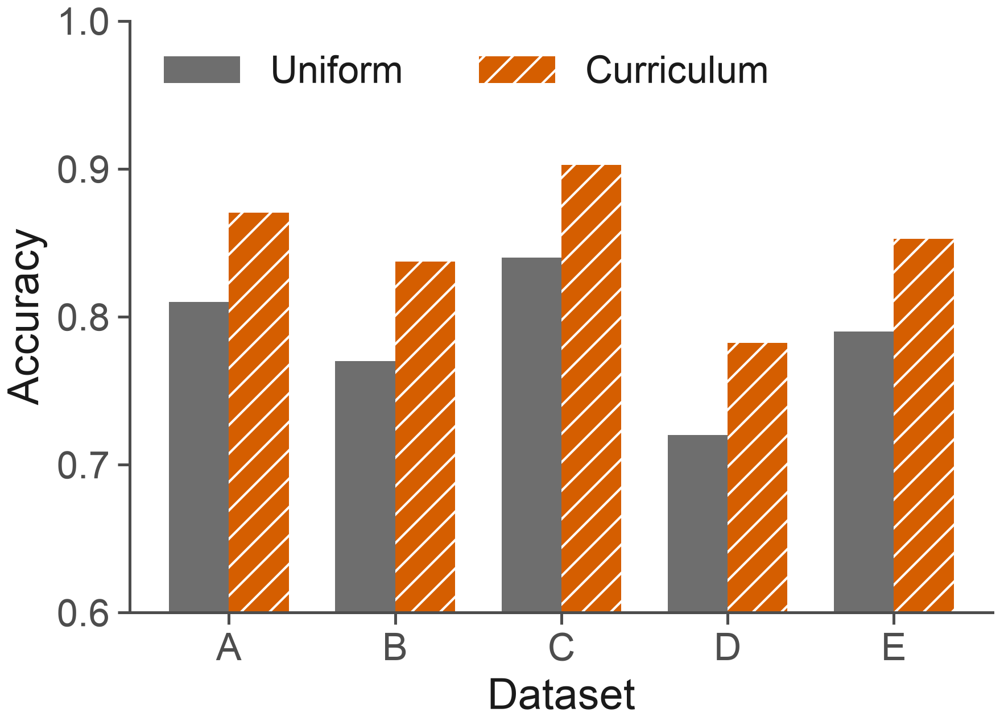 1.0
Uniform Curriculum
0.9
0.8
0.7
0.6
Accuracy
A B C D E
Dataset